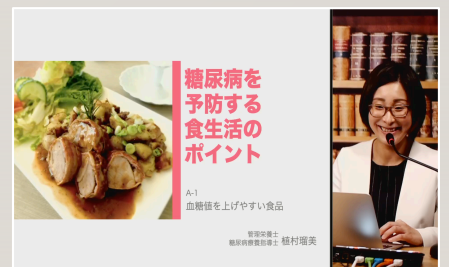 糖尿病を
予防する
食生活の
ポイント
A-1
血糖値を上げやすい食品
管理栄養士
糖尿病療養指導士 植村瑠美